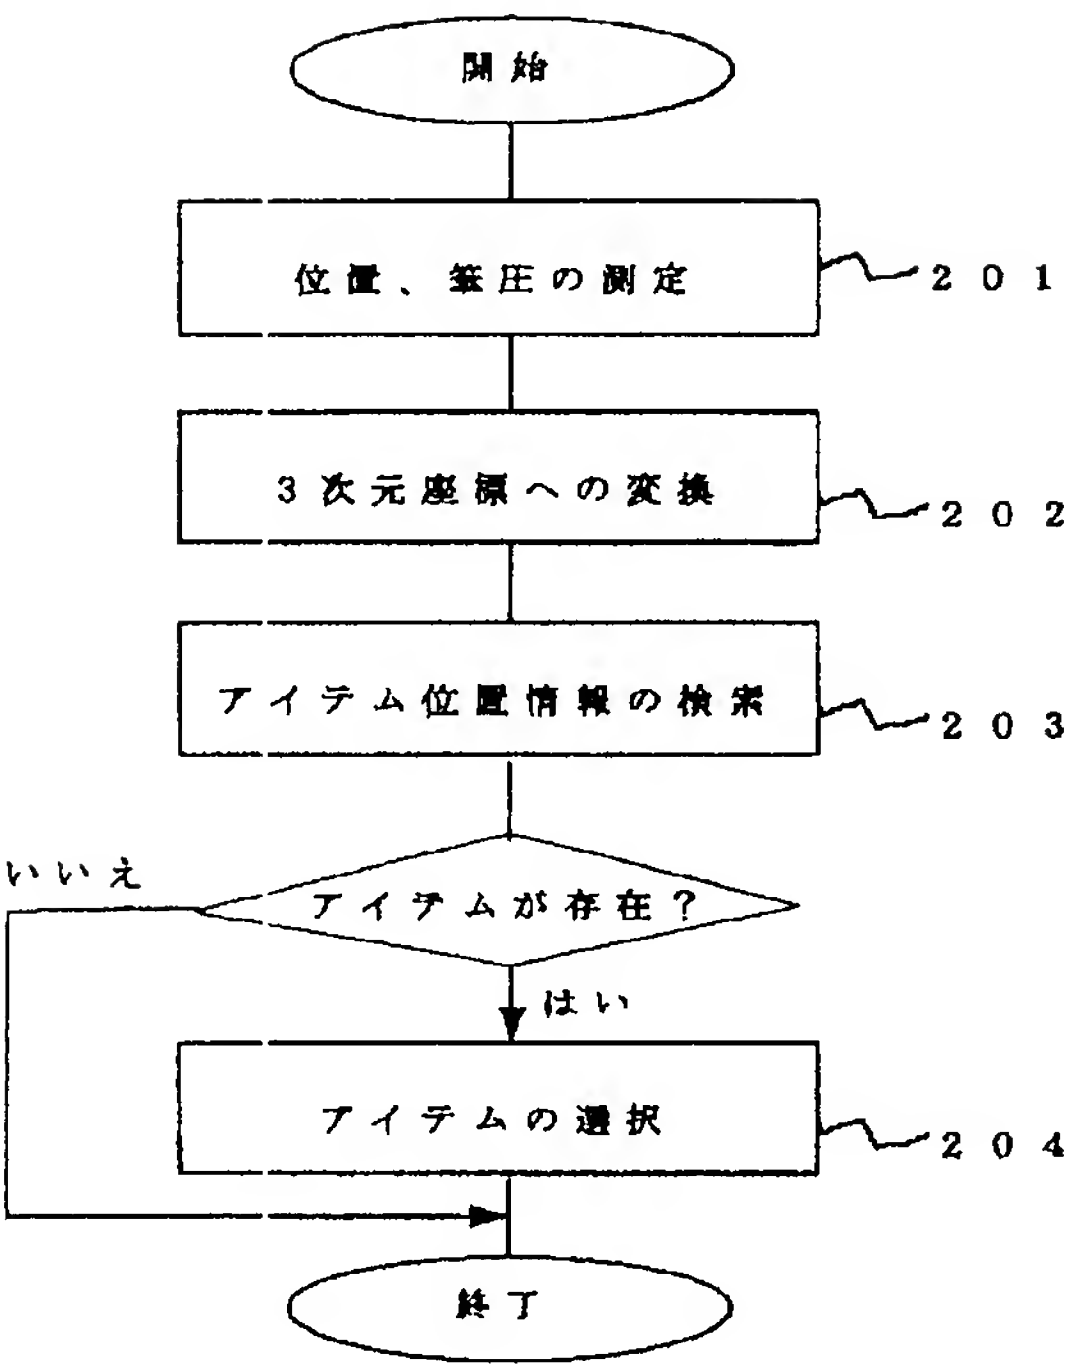 開始
位置、筆圧の測定
201
3次元座源への変換
202
アイテム位置情報の検索
203
アイテムが存在?
いいえ
はい
アイテムの選択
204
終了